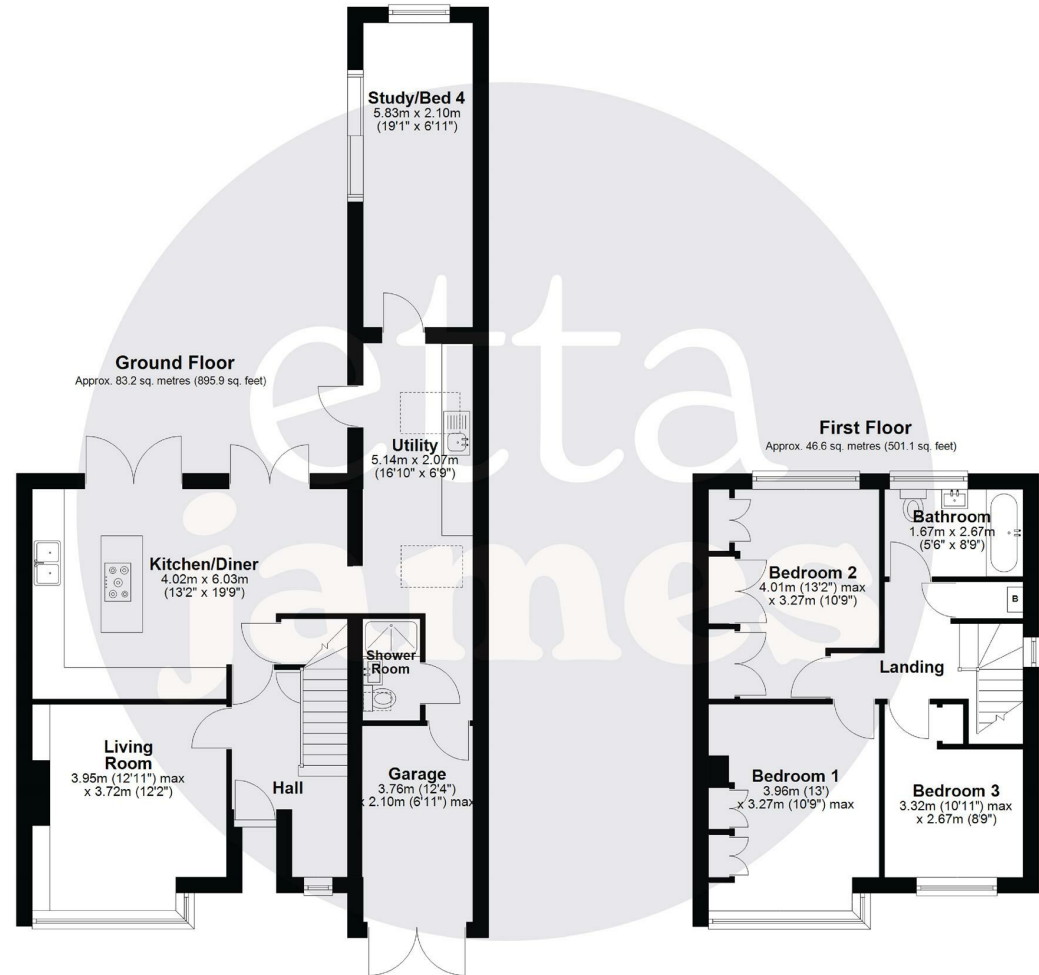 Study/Bed 4
5.83m x 2.10m
(19'1" x 6'11")
Ground Floor
Approx. 83.2 sq. metres (895.9 sq. feet)
Utility
5.14m x 2.07m
(16'10" x 6'9")
Kitchen/Diner
4.02m x 6.03m
(13'2" x 19'9")
Shower
Room
Living
Room
3.95m (12'11") max
x 3.72m (12'2")
Hall
Garage
3.76m (12'4")
x 2.10m (6'11") max
First Floor
Approx. 46.6 sq. metres (501.1 sq. feet)
Bathroom
1.67m x 2.67m
(5'6" x 8'9")
Bedroom 2
4.01m (13'2") max
x 3.27m (10'9")
B
Landing
Bedroom 1
3.96m (13')
x 3.27m (10'9") max
Bedroom 3
3.32m (10'11") max
x 2.67m (8'9")
etta
james